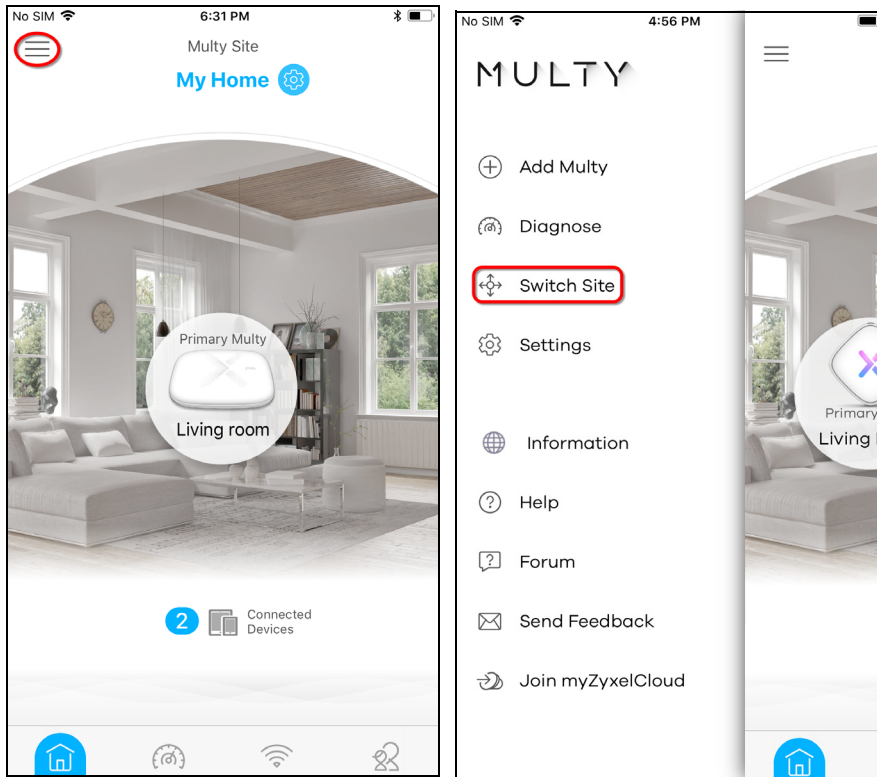 No SIM
6:31 PM
Multy Site
My Home
Primary Multy
Living room
2
Connected
Devices
No SIM
4:56 PM
MULTY
Add Multy
Diagnose
Switch Site
Settings
Information
Help
Forum
Send Feedback
Join myZyxelCloud
Primary
Living